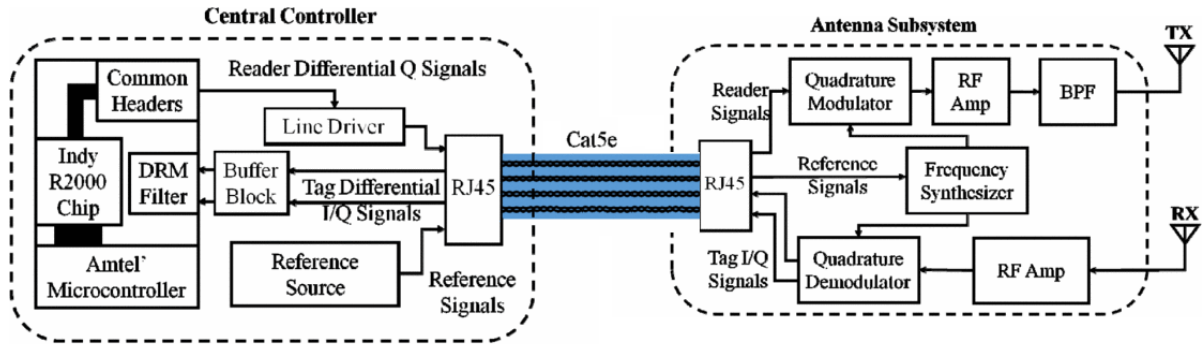 Central Controller
Common
Headers
Reader Differential Q Signals
Line Driver
Indy
R2000
Chip
DRM
Filter
Buffer
Block
Tag Differential
I/Q Signals
RJ45
Amtel’
Microcontroller
Reference
Source
Reference
Signals
Cat5e
Antenna Subsystem
TX
Reader
Signals
Quadrature
Modulator
RF
Amp
BPF
RJ45
Reference
Signals
Frequency
Synthesizer
RX
Tag I/Q
Signals
Quadrature
Demodulator
RF Amp